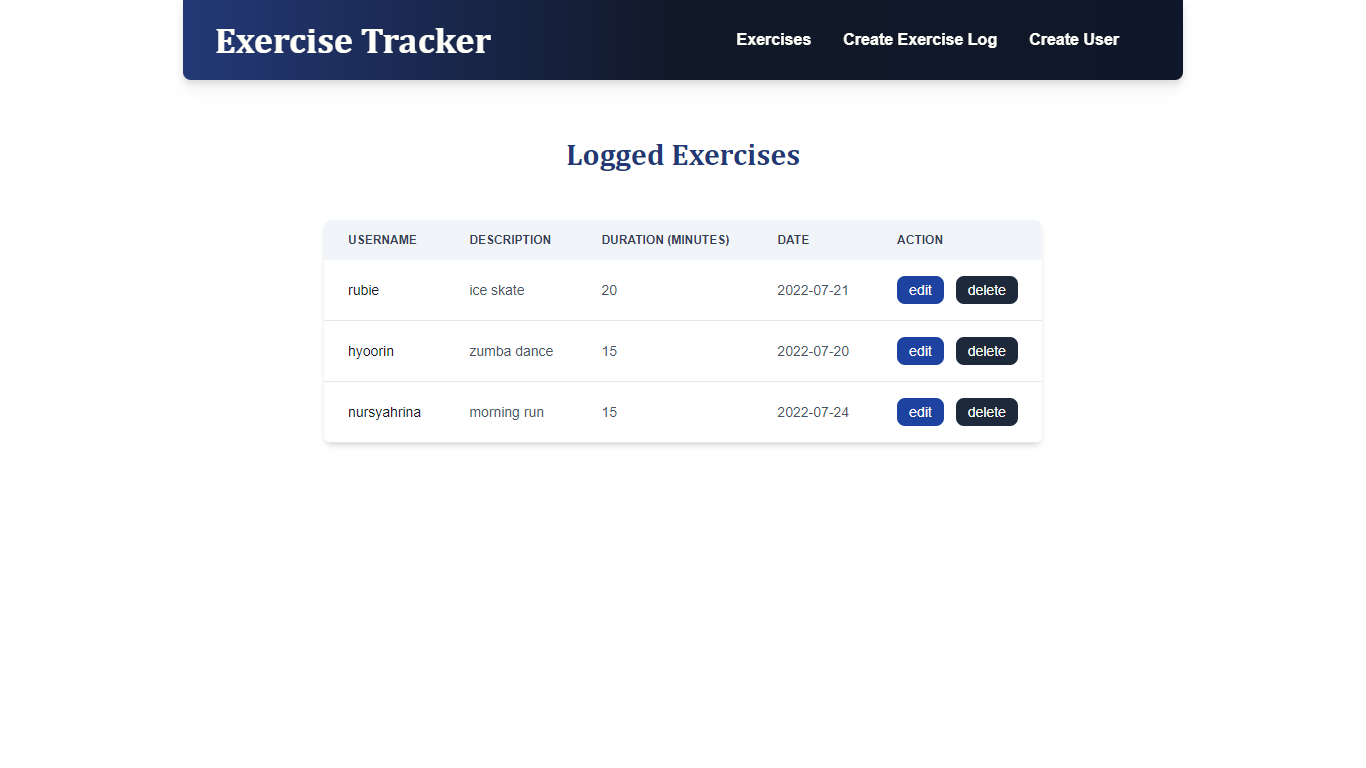 Exercise Tracker Exercises Create Exercise Log Create User
Logged Exercises
USERNAME DESCRIPTION DURATION (MINUTES) DATE ACTION
rubie ice skate 20 2022-07-21 edit delete
hyoorin zumba dance 15 2022-07-20 edit delete
nursyahrina morning run 15 2022-07-24 edit delete